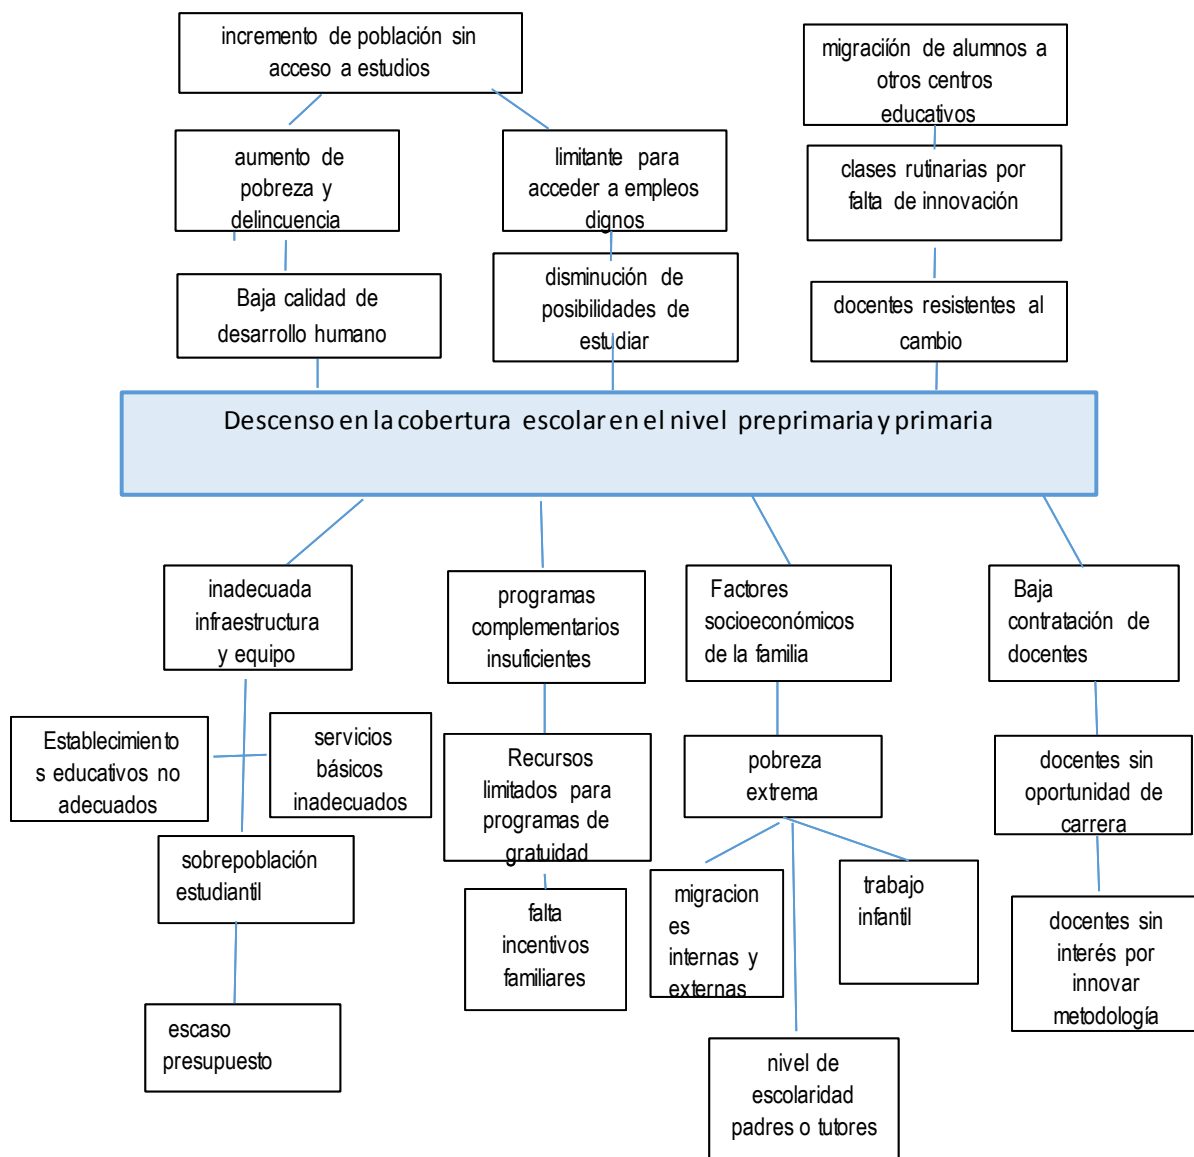 incremento de población sin
acceso a estudios
migraciíón de alumnos a
otros centros
educativos
aumento de
pobreza y
delincuencia
limitante para
acceder a empleos
dignos
clases rutinarias por
falta de innovación
Baja calidad de
desarrollo humano
disminución de
posibilidades de
estudiar
docentes resistentes al
cambio
Descenso en la cobertura escolar en el nivel preprimaria y primaria
inadecuada
infraestructura
y equipo
programas
complementarios
insuficientes
Factores
socioeconómicos
de la familia
Baja
contratación de
docentes
Establecimiento
s educativos no
adecuados
servicios
básicos
inadecuados
Recursos
limitados para
programas de
gratuidad
pobreza
extrema
docentes sin
oportunidad de
carrera
sobrepoblación
estudiantil
falta
incentivos
familiares
migracion
es
internas y
externas
trabajo
infantil
docentes sin
interés por
innovar
metodología
escaso
presupuesto
nivel de
escolaridad
padres o tutores